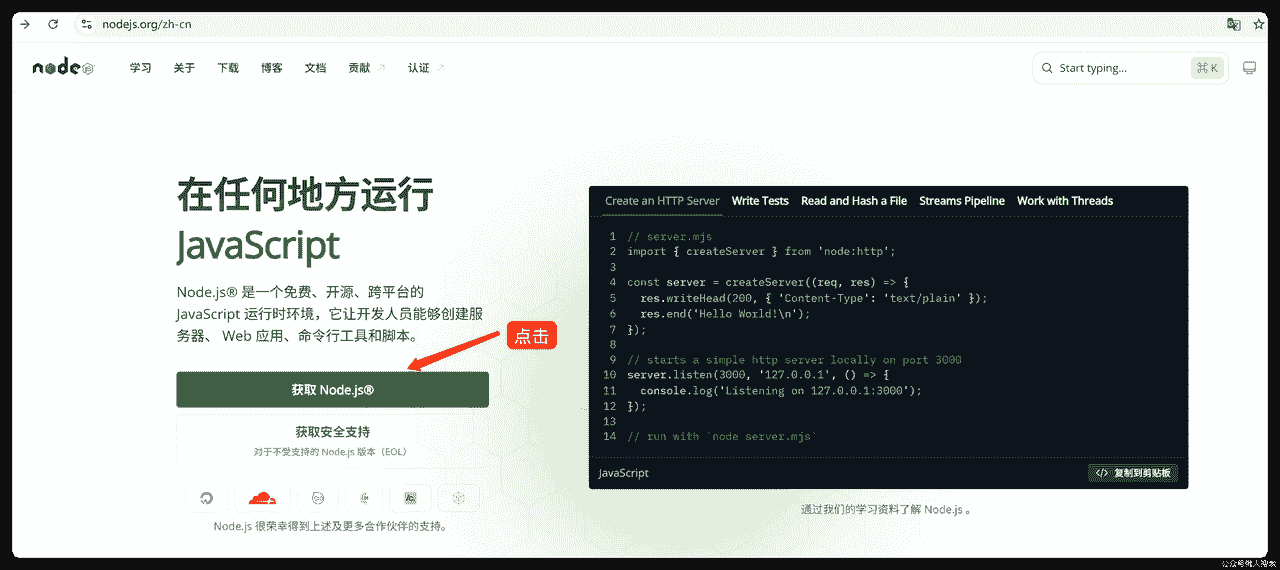 nodejs.org/zh-cn
node
学习 关于 下载 博客 文档 贡献 认证
Start typing...
⌘ K
在任何地方运行
JavaScript
Node.js® 是一个免费、开源、跨平台的
JavaScript 运行时环境，它让开发人员能够创建服
务器、 Web 应用、命令行工具和脚本。
点击
获取 Node.js®
获取安全支持
对于不受支持的 Node.js 版本（EOL）
Node.js 很荣幸得到上述及更多合作伙伴的支持。
Create an HTTP Server Write Tests Read and Hash a File Streams Pipeline Work with Threads
1 // server.mjs
2 import { createServer } from 'node:http';
3
4 const server = createServer((req, res) => {
5 res.writeHead(200, { 'Content-Type': 'text/plain' });
6 res.end('Hello World!\n');
7 });
8
9 // starts a simple http server locally on port 3000
10 server.listen(3000, '127.0.0.1', () => {
11 console.log('Listening on 127.0.0.1:3000');
12 });
13
14 // run with `node server.mjs`
JavaScript
复制到剪贴板
通过我们的学习资料了解 Node.js 。